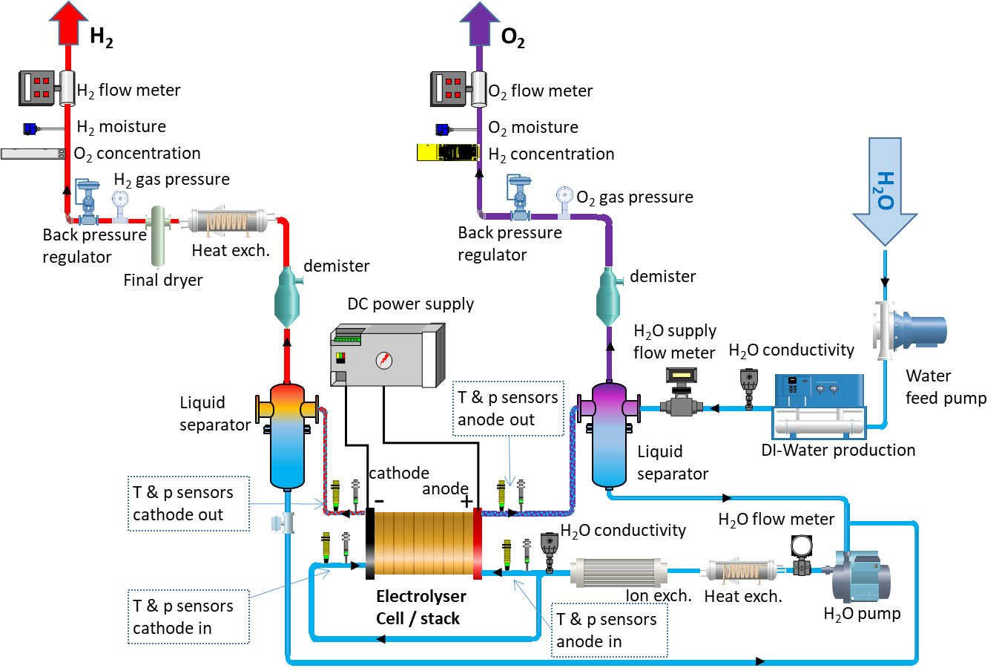 H₂
O₂
H₂ flow meter
O₂ flow meter
H₂ moisture
O₂ moisture
O₂ concentration
H₂ concentration
H₂ gas pressure
O₂ gas pressure
H₂O
Back pressure
regulator
Heat exch.
Final dryer
Back pressure
regulator
demister
demister
DC power supply
H₂O supply
flow meter
H₂O conductivity
Water
feed pump
Liquid
separator
T & p sensors
anode out
DI-Water production
Liquid
separator
cathode
anode
-
+
T & p sensors
cathode out
H₂O flow meter
H₂O conductivity
Ion exch.
Heat exch.
H₂O pump
Electrolyser
Cell / stack
T & p sensors
cathode in
T & p sensors
anode in